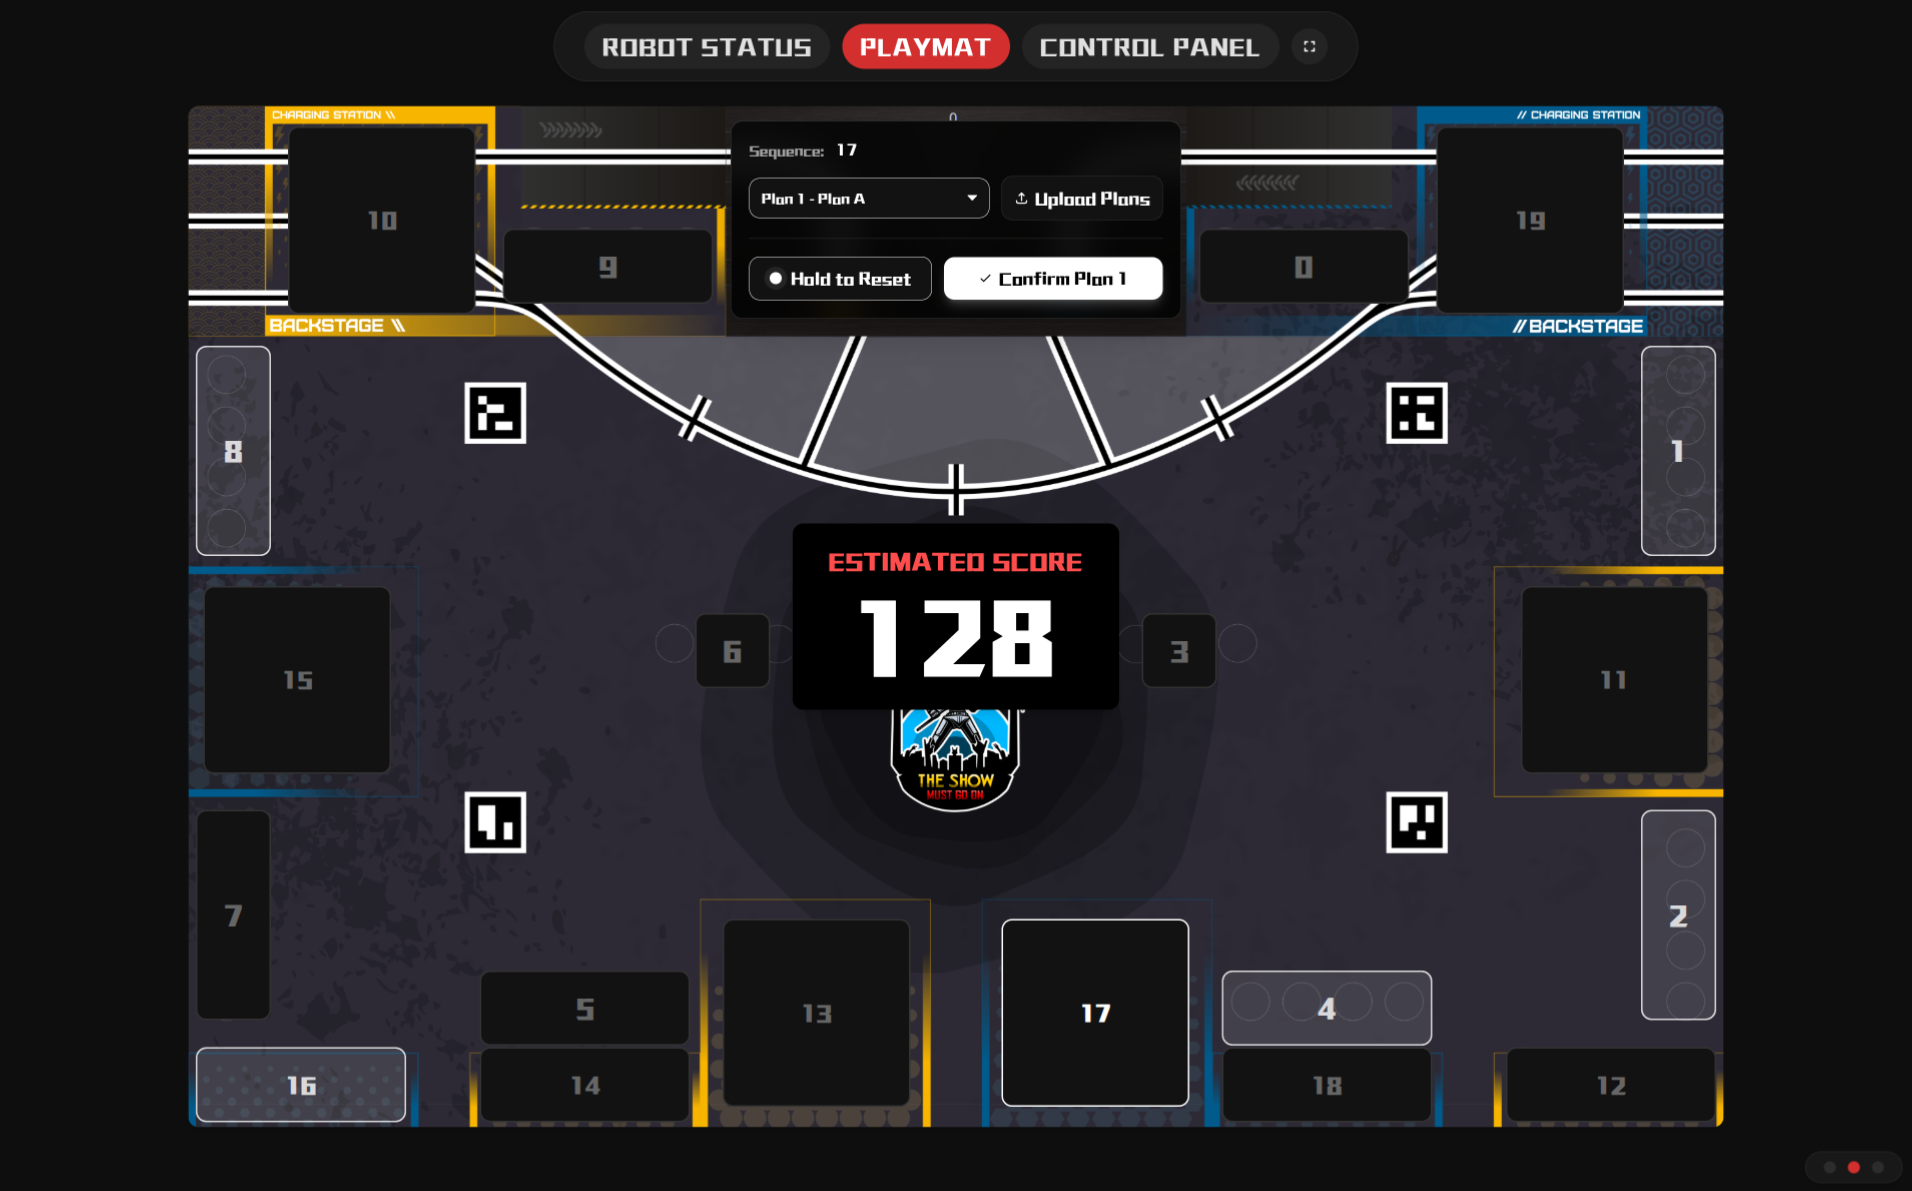 ROBOT STATUS
PLAYMAT
CONTROL PANEL
CHARGING STATION \\
0
// CHARGING STATION
Sequence: 17
Plan 1 - Plan A
Upload Plans
Hold to Reset
✓ Confirm Plan 1
10
9
0
19
BACKSTAGE \\
// BACKSTAGE
8
1
ESTIMATED SCORE
128
6
3
15
11
THE SHOW
MUST GO ON
7
2
5
13
17
4
16
14
18
12